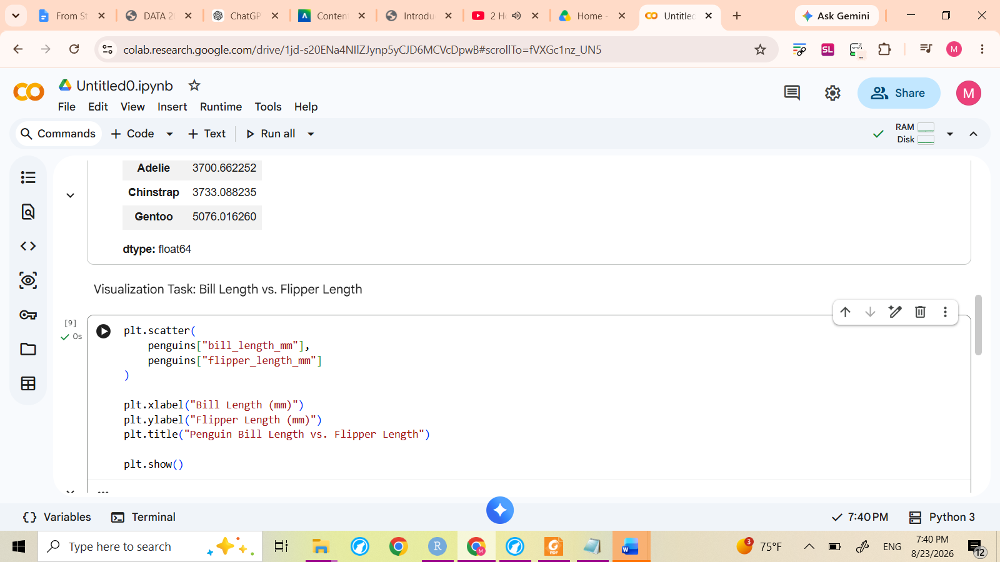 From St
DATA 2
ChatGP
Conten
Introdu
2 H
Home -
Untitled
Ask Gemini
colab.research.google.com/drive/1jd-s20ENa4NIlZJynp5yCJD6MCVcDpwB#scrollTo=fVXGc1nz_UN5
SL
M
Untitled0.ipynb
File Edit View Insert Runtime Tools Help
Share
M
Commands
+ Code
+ Text
Run all
RAM
Disk
Adelie 3700.662252
Chinstrap 3733.088235
Gentoo 5076.016260
dtype: float64
Visualization Task: Bill Length vs. Flipper Length
[9]
0s
plt.scatter(
penguins["bill_length_mm"],
penguins["flipper_length_mm"]
)
plt.xlabel("Bill Length (mm)")
plt.ylabel("Flipper Length (mm)")
plt.title("Penguin Bill Length vs. Flipper Length")
plt.show()
Variables
Terminal
7:40 PM
Python 3
Type here to search
R
M
PDF
W
3
75°F
ENG
7:40 PM
8/23/2026
12